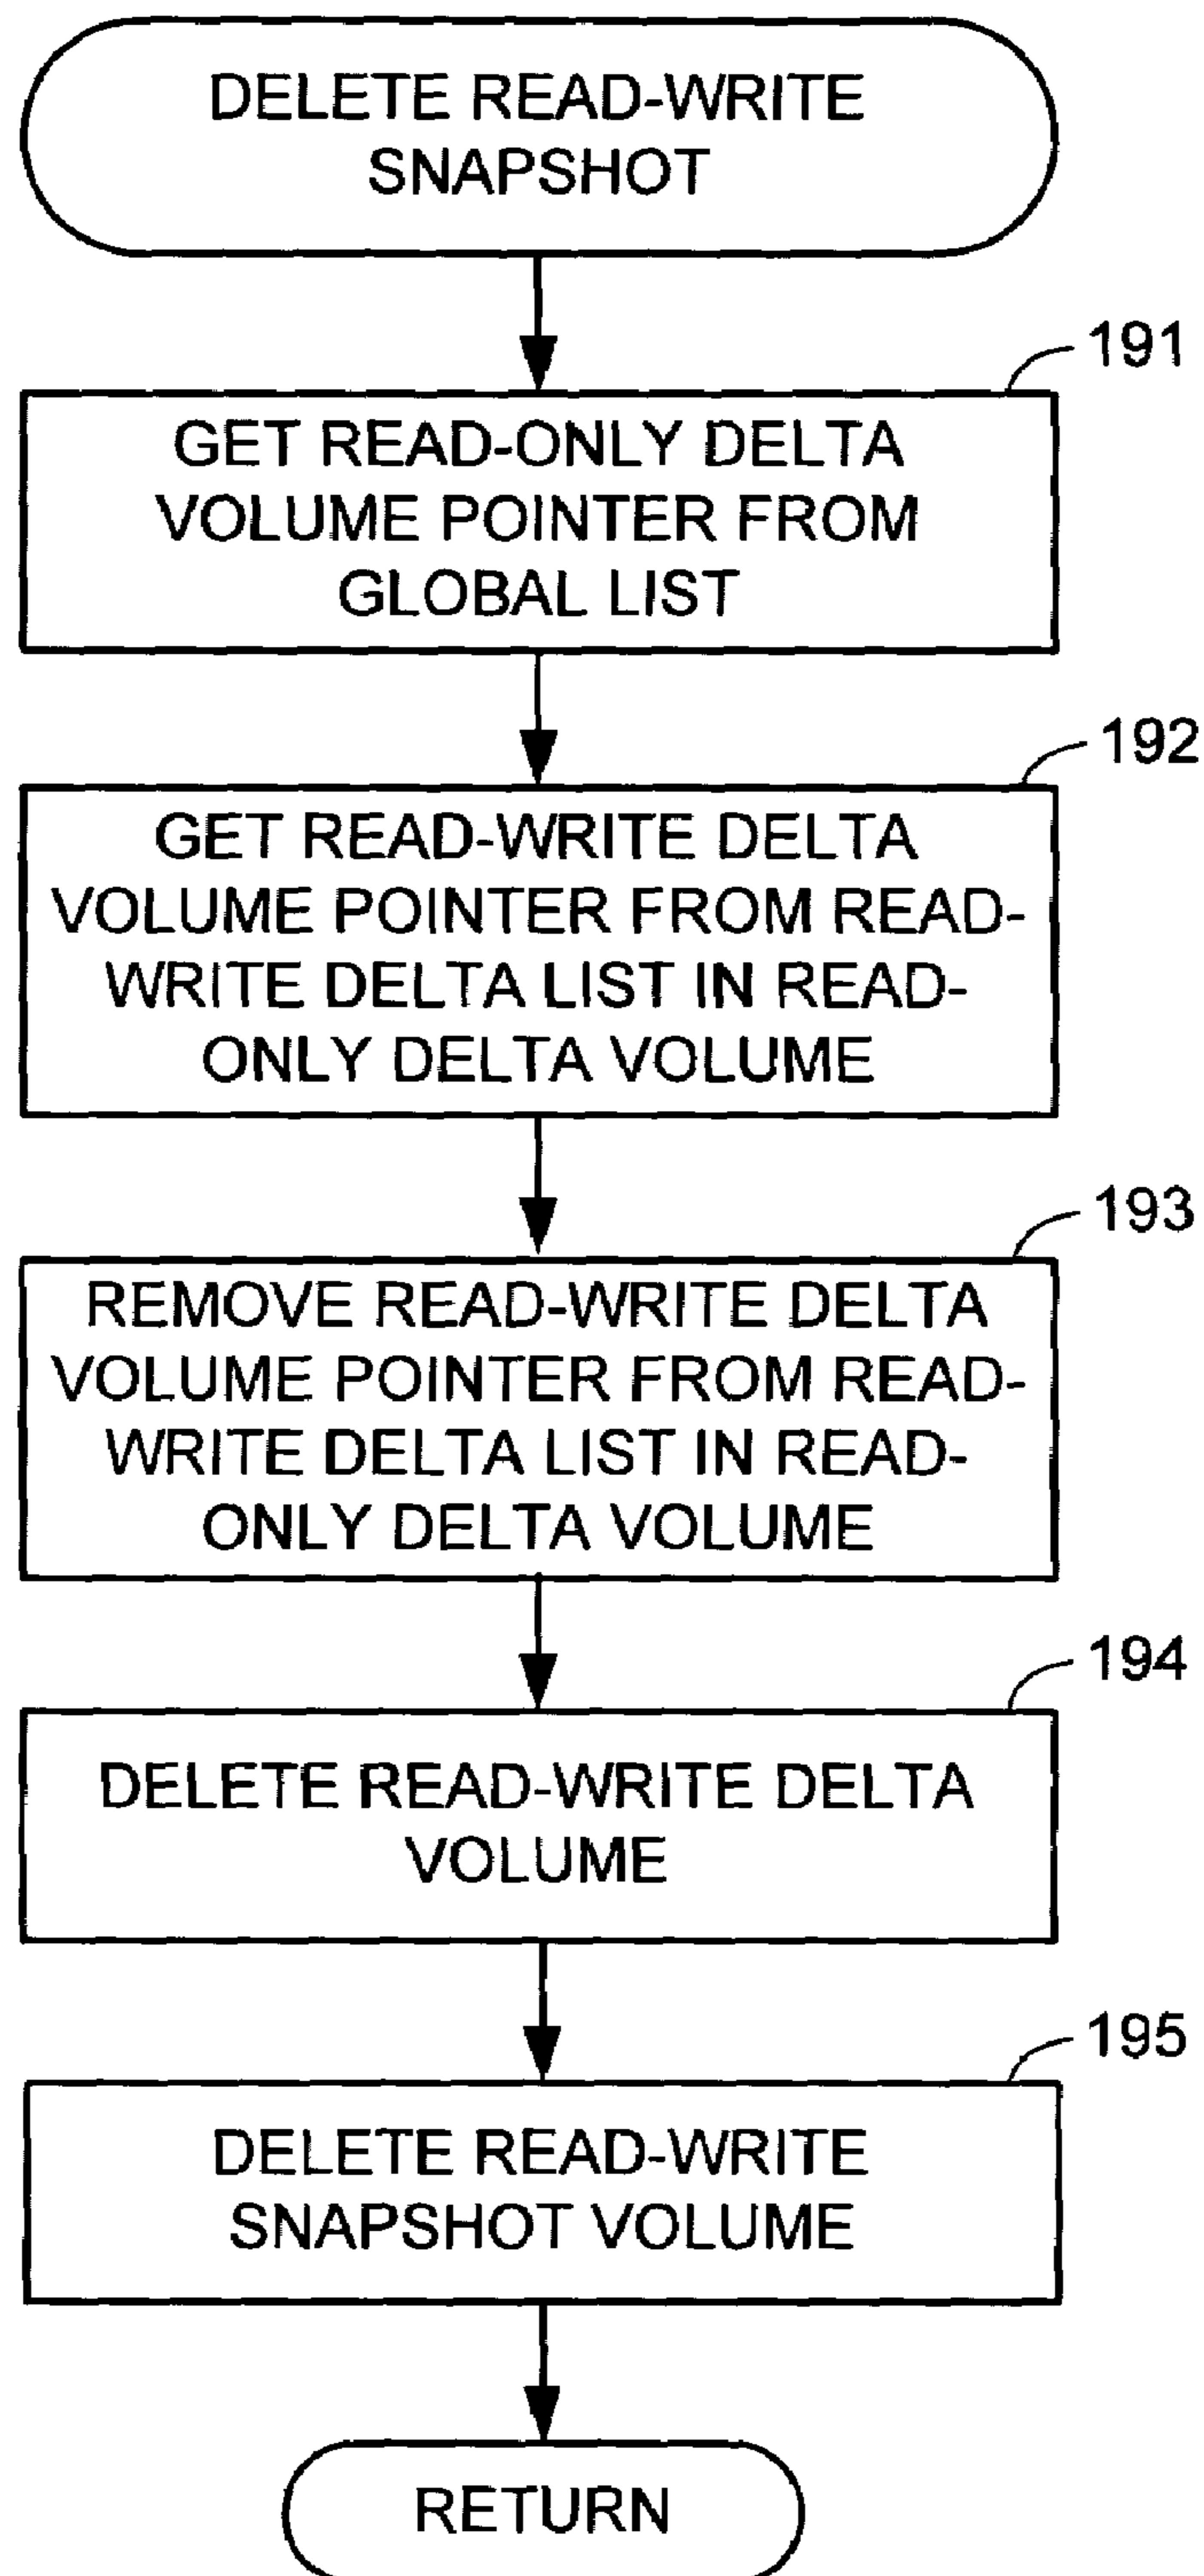 DELETE READ-WRITE
SNAPSHOT
191
GET READ-ONLY DELTA
VOLUME POINTER FROM
GLOBAL LIST
192
GET READ-WRITE DELTA
VOLUME POINTER FROM READ-
WRITE DELTA LIST IN READ-
ONLY DELTA VOLUME
193
REMOVE READ-WRITE DELTA
VOLUME POINTER FROM READ-
WRITE DELTA LIST IN READ-
ONLY DELTA VOLUME
194
DELETE READ-WRITE DELTA
VOLUME
195
DELETE READ-WRITE
SNAPSHOT VOLUME
RETURN